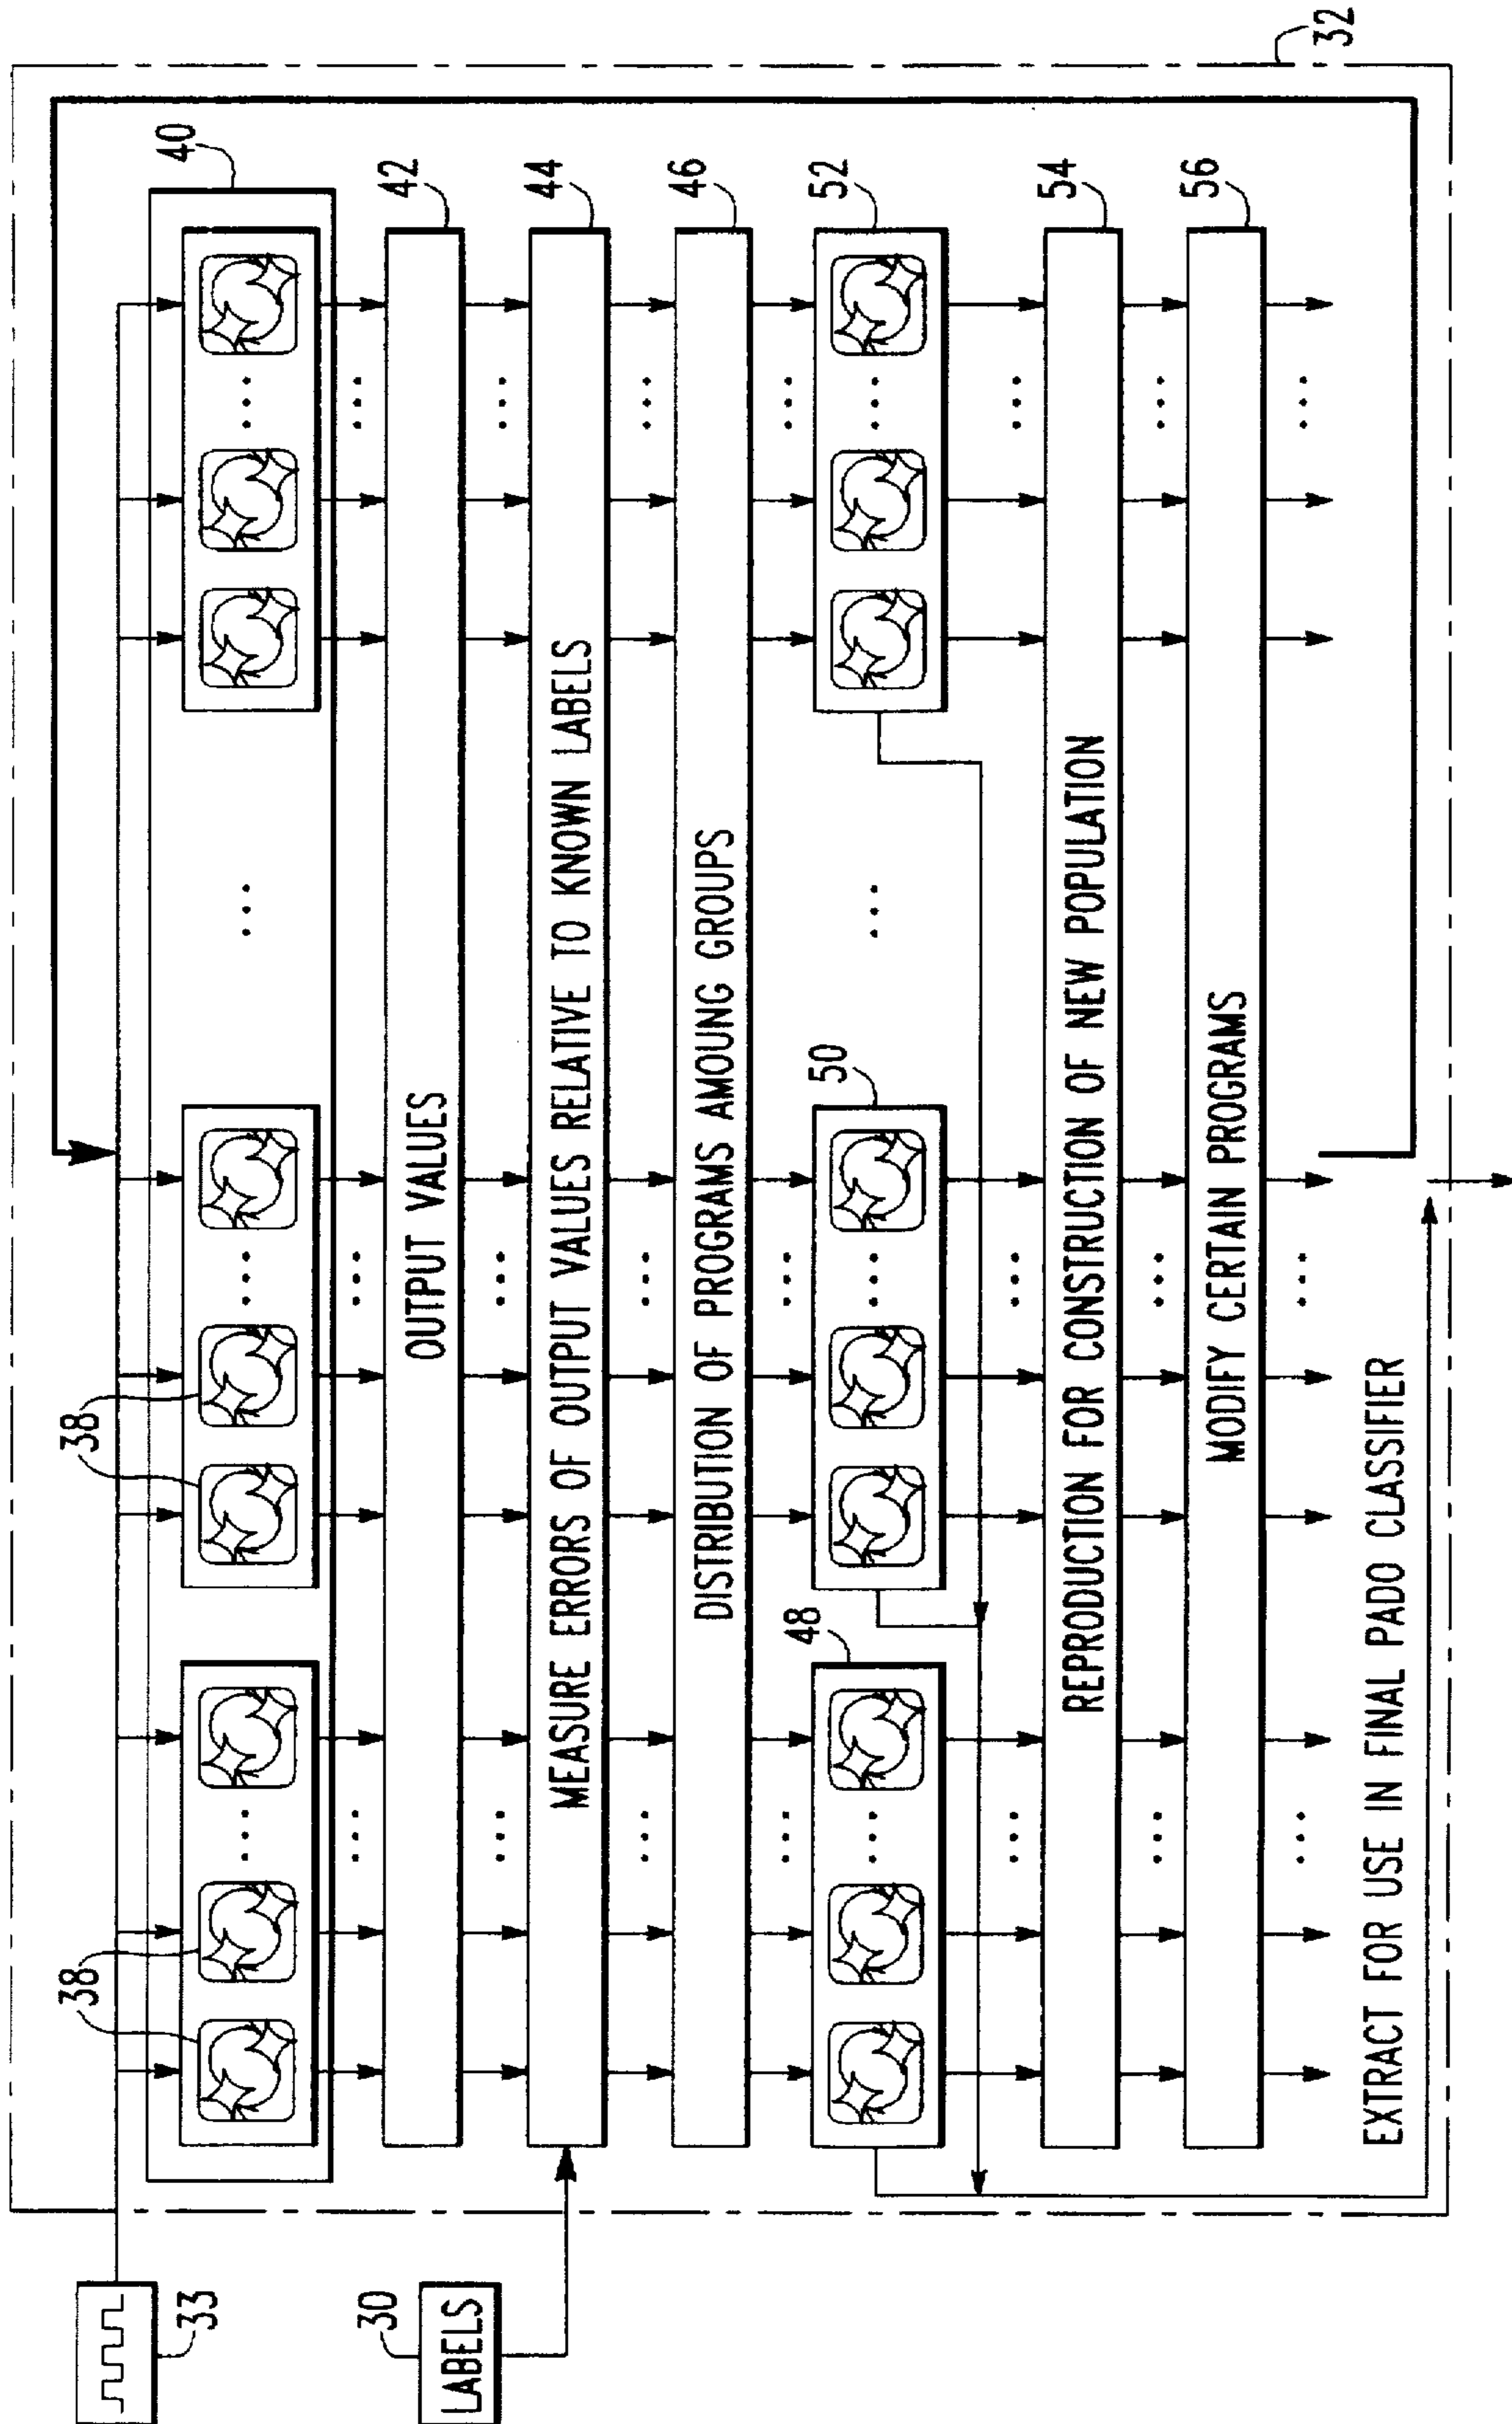 33
38
38
40
OUTPUT VALUES
42
30
LABELS
MEASURE ERRORS OF OUTPUT VALUES RELATIVE TO KNOWN LABELS
44
DISTRIBUTION OF PROGRAMS AMOUNG GROUPS
46
48
50
52
REPRODUCTION FOR CONSTRUCTION OF NEW POPULATION
54
MODIFY CERTAIN PROGRAMS
56
EXTRACT FOR USE IN FINAL PADO CLASSIFIER
32